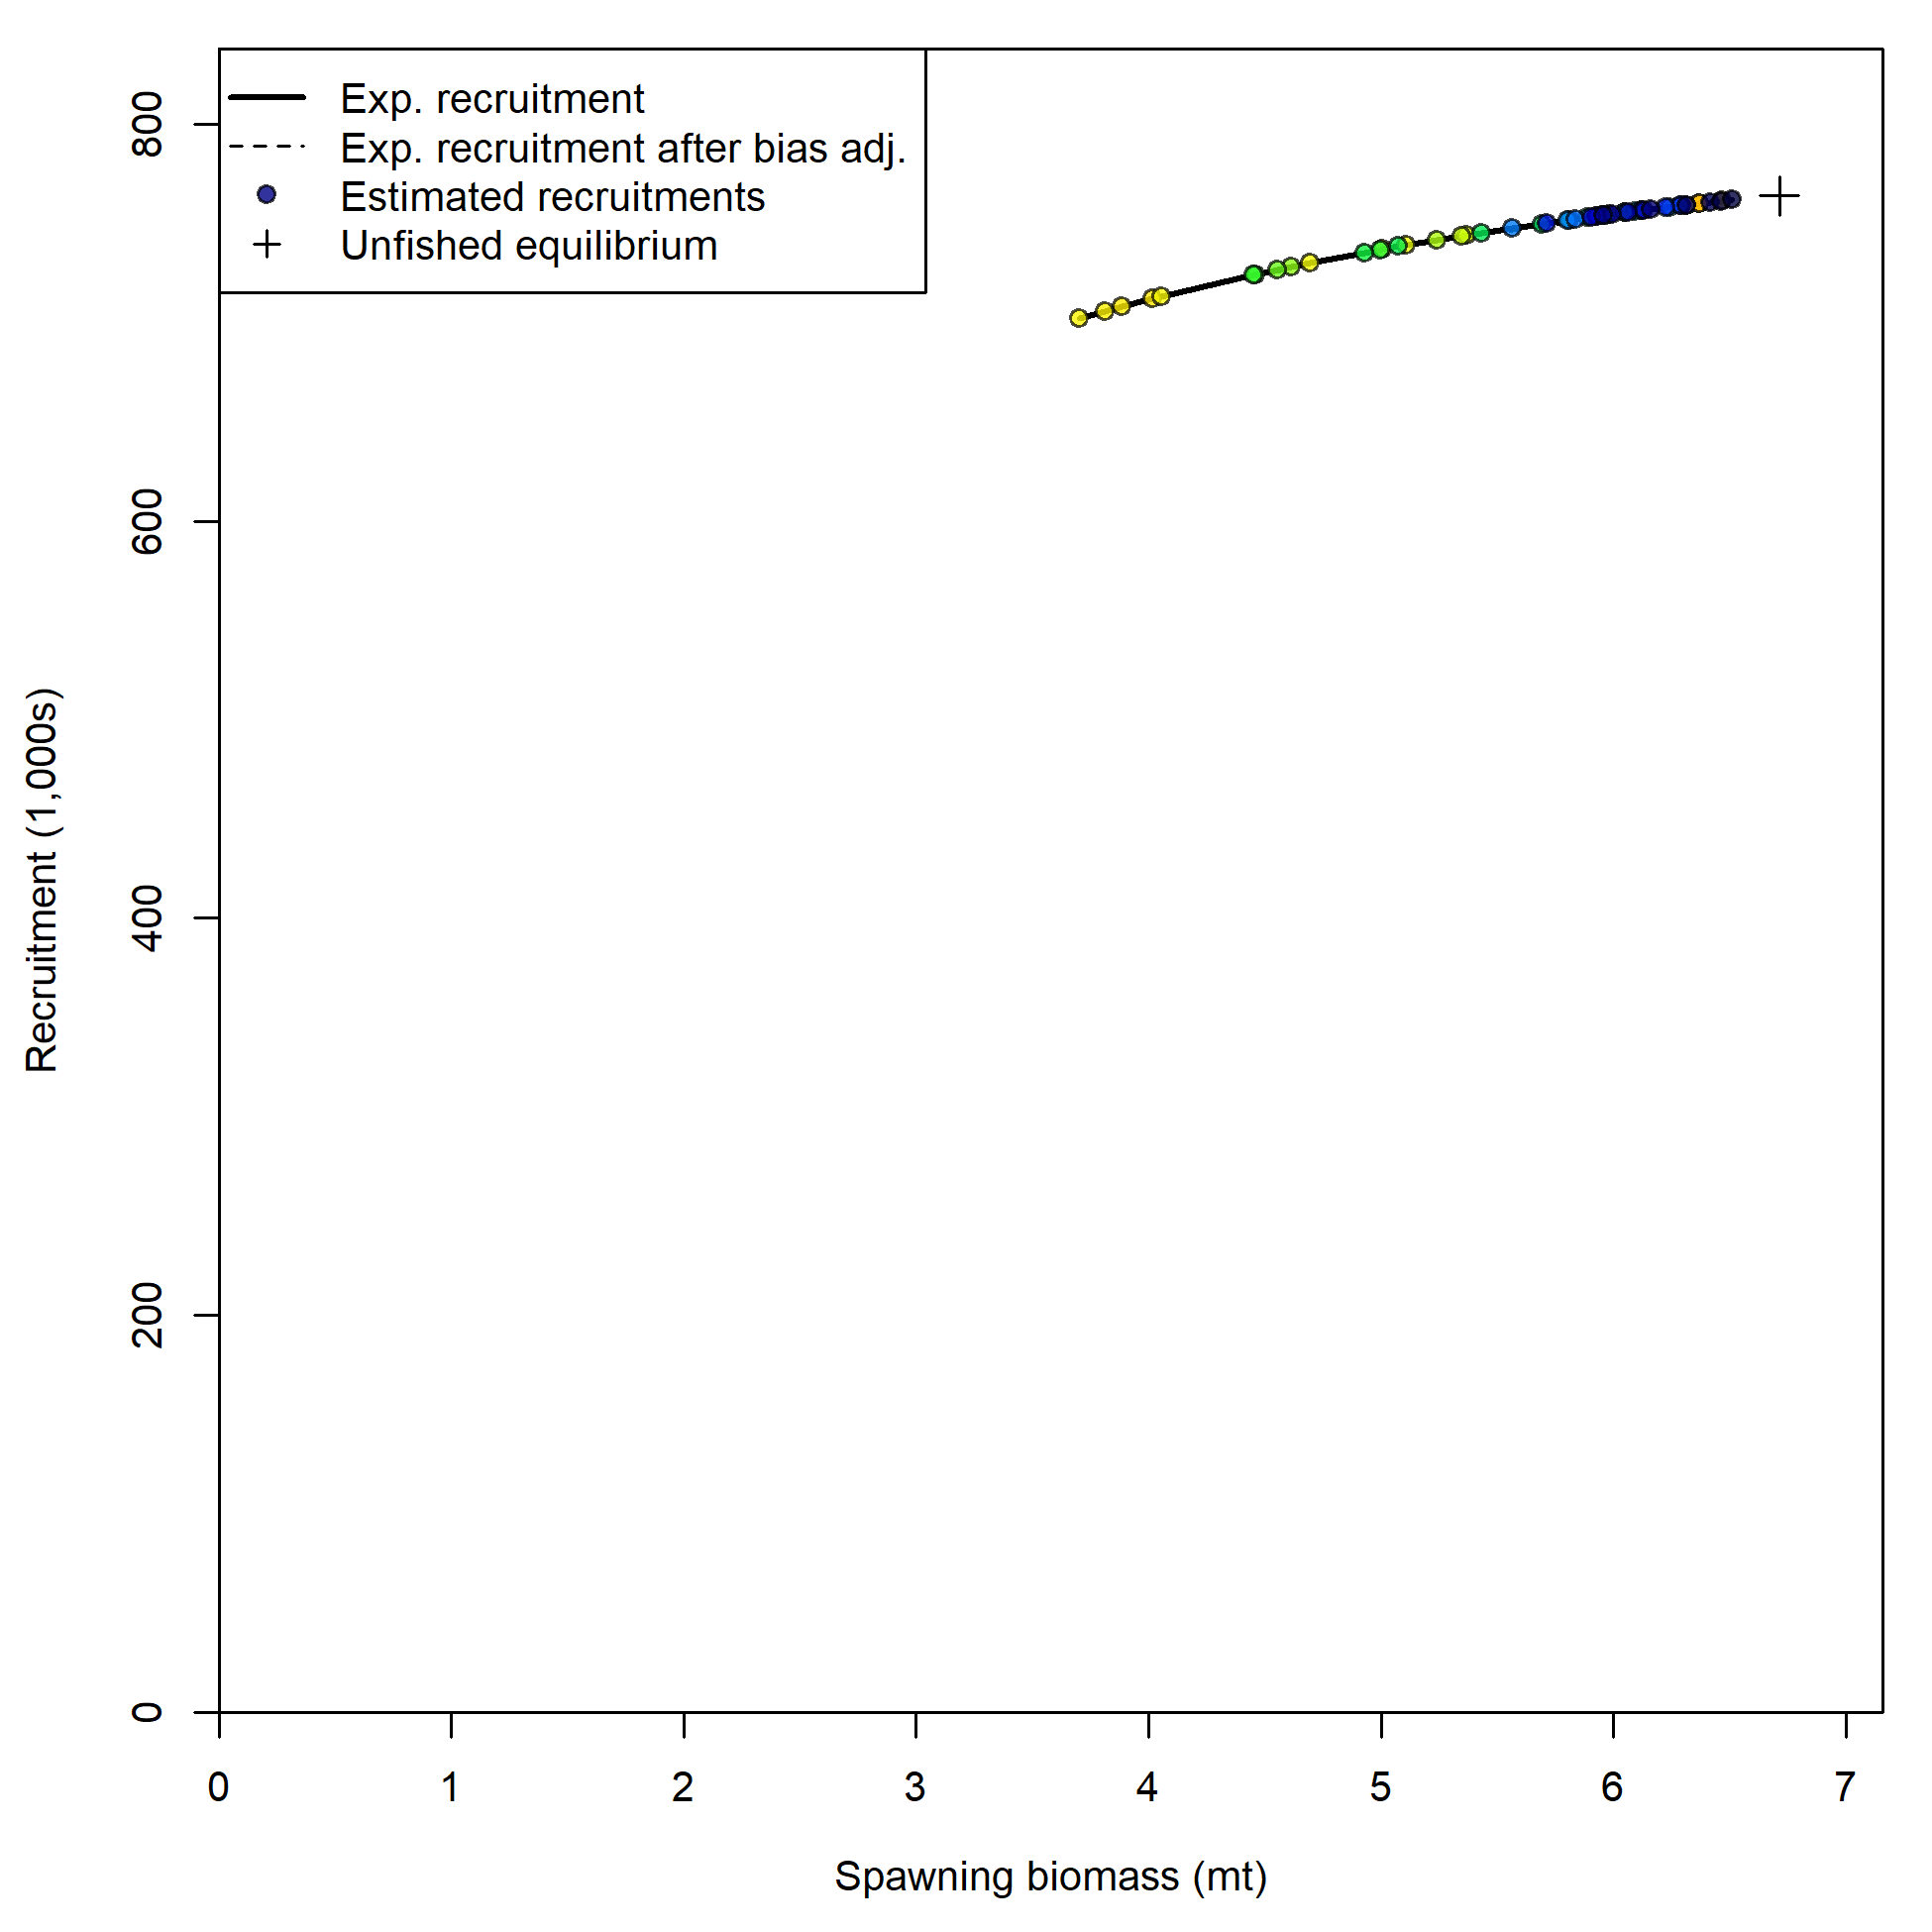 Exp. recruitment
Exp. recruitment after bias adj.
Estimated recruitments
Unfished equilibrium
800
600
400
200
0
Recruitment (1,000s)
0 1 2 3 4 5 6 7
Spawning biomass (mt)